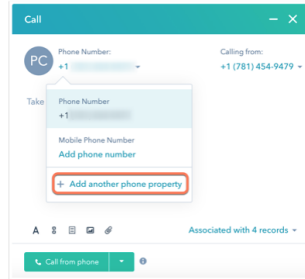 Call
PC
Phone Number:
+1
Calling from:
+1 (781) 454-9479
Take
Phone Number
+1
Mobile Phone Number
Add phone number
+ Add another phone property
A
Associated with 4 records
Call from phone